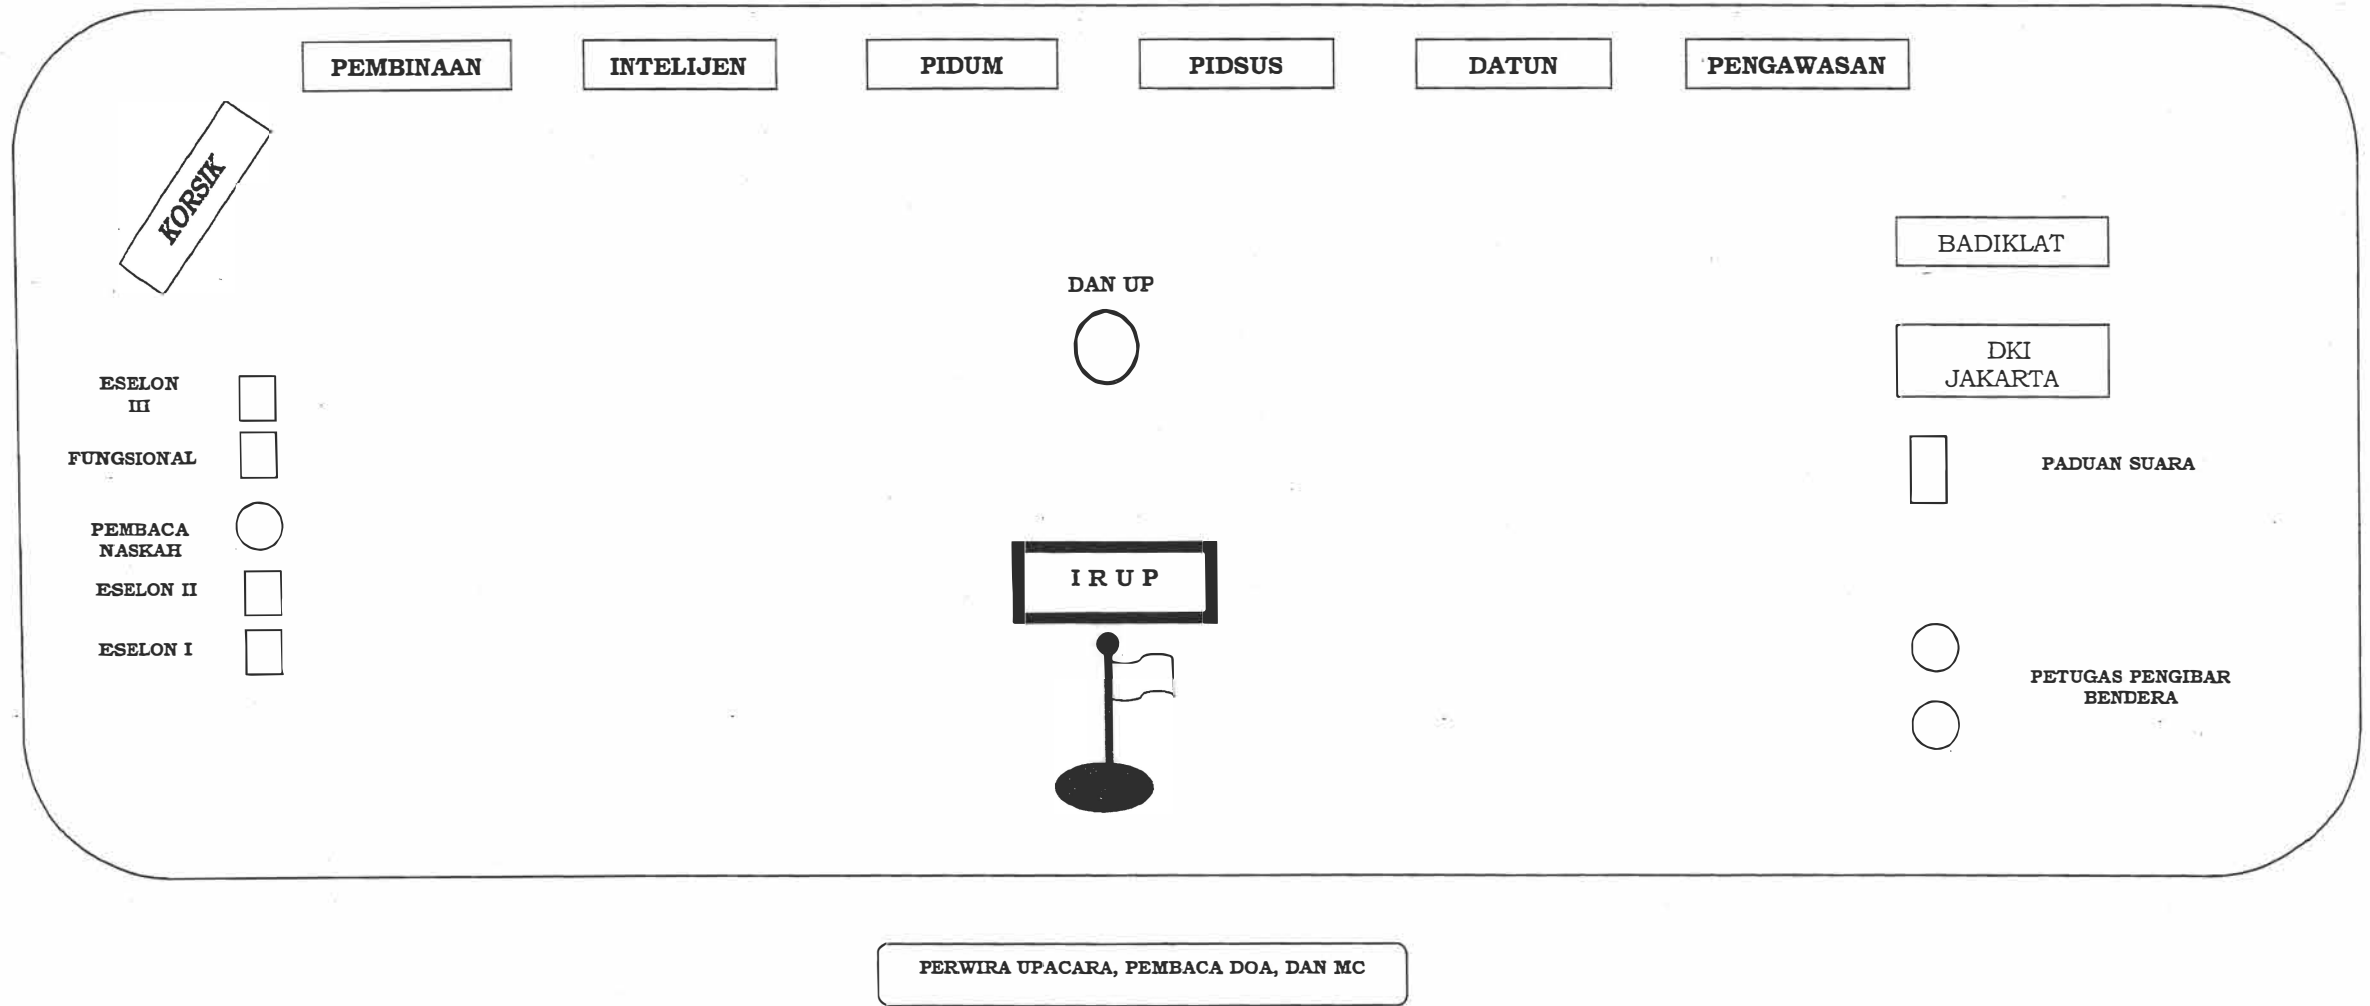 PEMBINAAN
INTELIJEN
PIDUM
PIDSUS
DATUN
PENGAWASAN
KORSIK
BADIKLAT
DAN UP
DKI
JAKARTA
ESELON
III
FUNGSIONAL
PADUAN SUARA
PEMBACA
NASKAH
IRUP
ESELON II
ESELON I
PETUGAS PENGIBAR
BENDERA
PERWIRA UPACARA, PEMBACA DOA, DAN MC